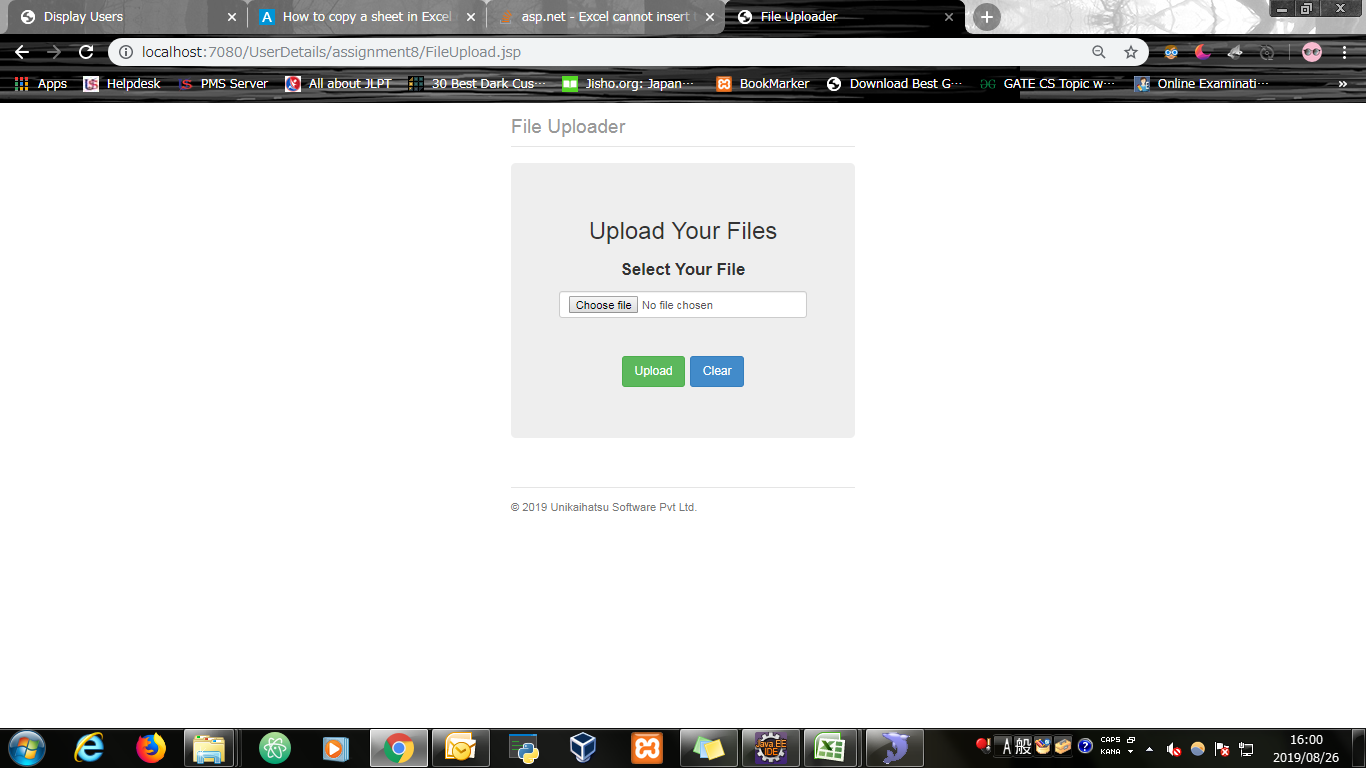 Display Users
How to copy a sheet in Excel
asp.net - Excel cannot insert
File Uploader
localhost:7080/UserDetails/assignment8/FileUpload.jsp
Apps
Helpdesk
PMS Server
All about JLPT
30 Best Dark Cus…
Jisho.org: Japan…
BookMarker
Download Best G…
GATE CS Topic w…
Online Examinati…
»
File Uploader
Upload Your Files
Select Your File
Choose file No file chosen
Upload Clear
© 2019 Unikaihatsu Software Pvt Ltd.
Java EE
IDE
A 般
CAPS
KANA
16:00
2019/08/26